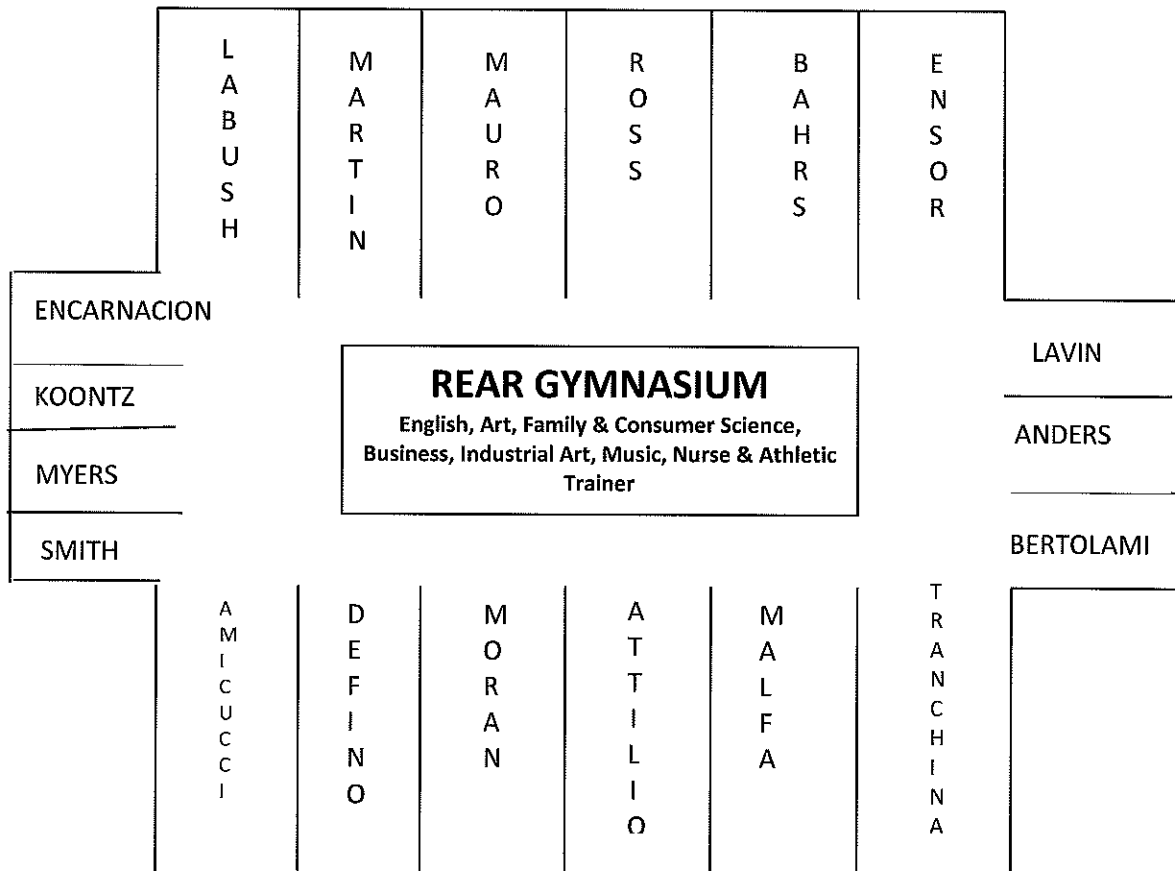 LABUSH
MARTIN
MAURO
ROSS
BAHRS
ENSOR
ENCARNACION
KOONTZ
MYERS
SMITH
REAR GYMNASIUM
English, Art, Family & Consumer Science,
Business, Industrial Art, Music, Nurse & Athletic
Trainer
LAVIN
ANDERS
BERTOLAMI
AMICUCCI
DEFINO
MORAN
ATTILIO
MALFA
TRANCHINA